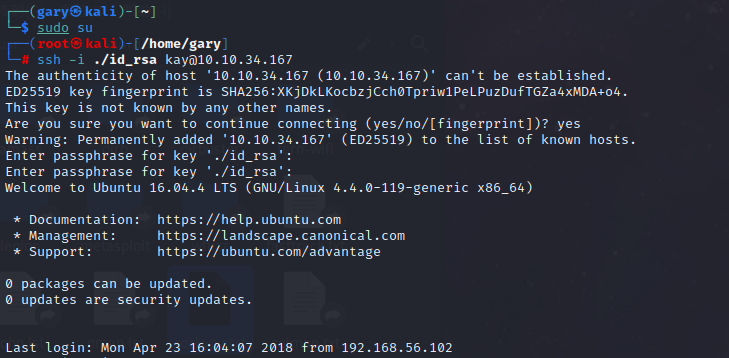 ┌──(gary㉿kali)-[~]
└─$ sudo su
┌──(root㉿kali)-[/home/gary]
└─# ssh -i ./id_rsa kay@10.10.34.167
The authenticity of host '10.10.34.167 (10.10.34.167)' can't be established.
ED25519 key fingerprint is SHA256:XKjDkLKocbzjCch0Tpriw1PeLPuzDufTGZa4xMDA+o4.
This key is not known by any other names.
Are you sure you want to continue connecting (yes/no/[fingerprint])? yes
Warning: Permanently added '10.10.34.167' (ED25519) to the list of known hosts.
Enter passphrase for key './id_rsa':
Enter passphrase for key './id_rsa':
Welcome to Ubuntu 16.04.4 LTS (GNU/Linux 4.4.0-119-generic x86_64)
* Documentation:  https://help.ubuntu.com
* Management:     https://landscape.canonical.com
* Support:        https://ubuntu.com/advantage
0 packages can be updated.
0 updates are security updates.
Last login: Mon Apr 23 16:04:07 2018 from 192.168.56.102